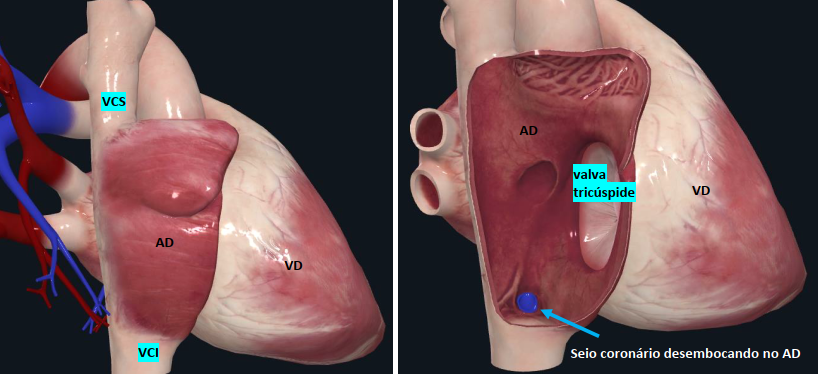 VCS
AD
VD
VCI
AD
valva
tricúspide
VD
Seio coronário desembocando no AD